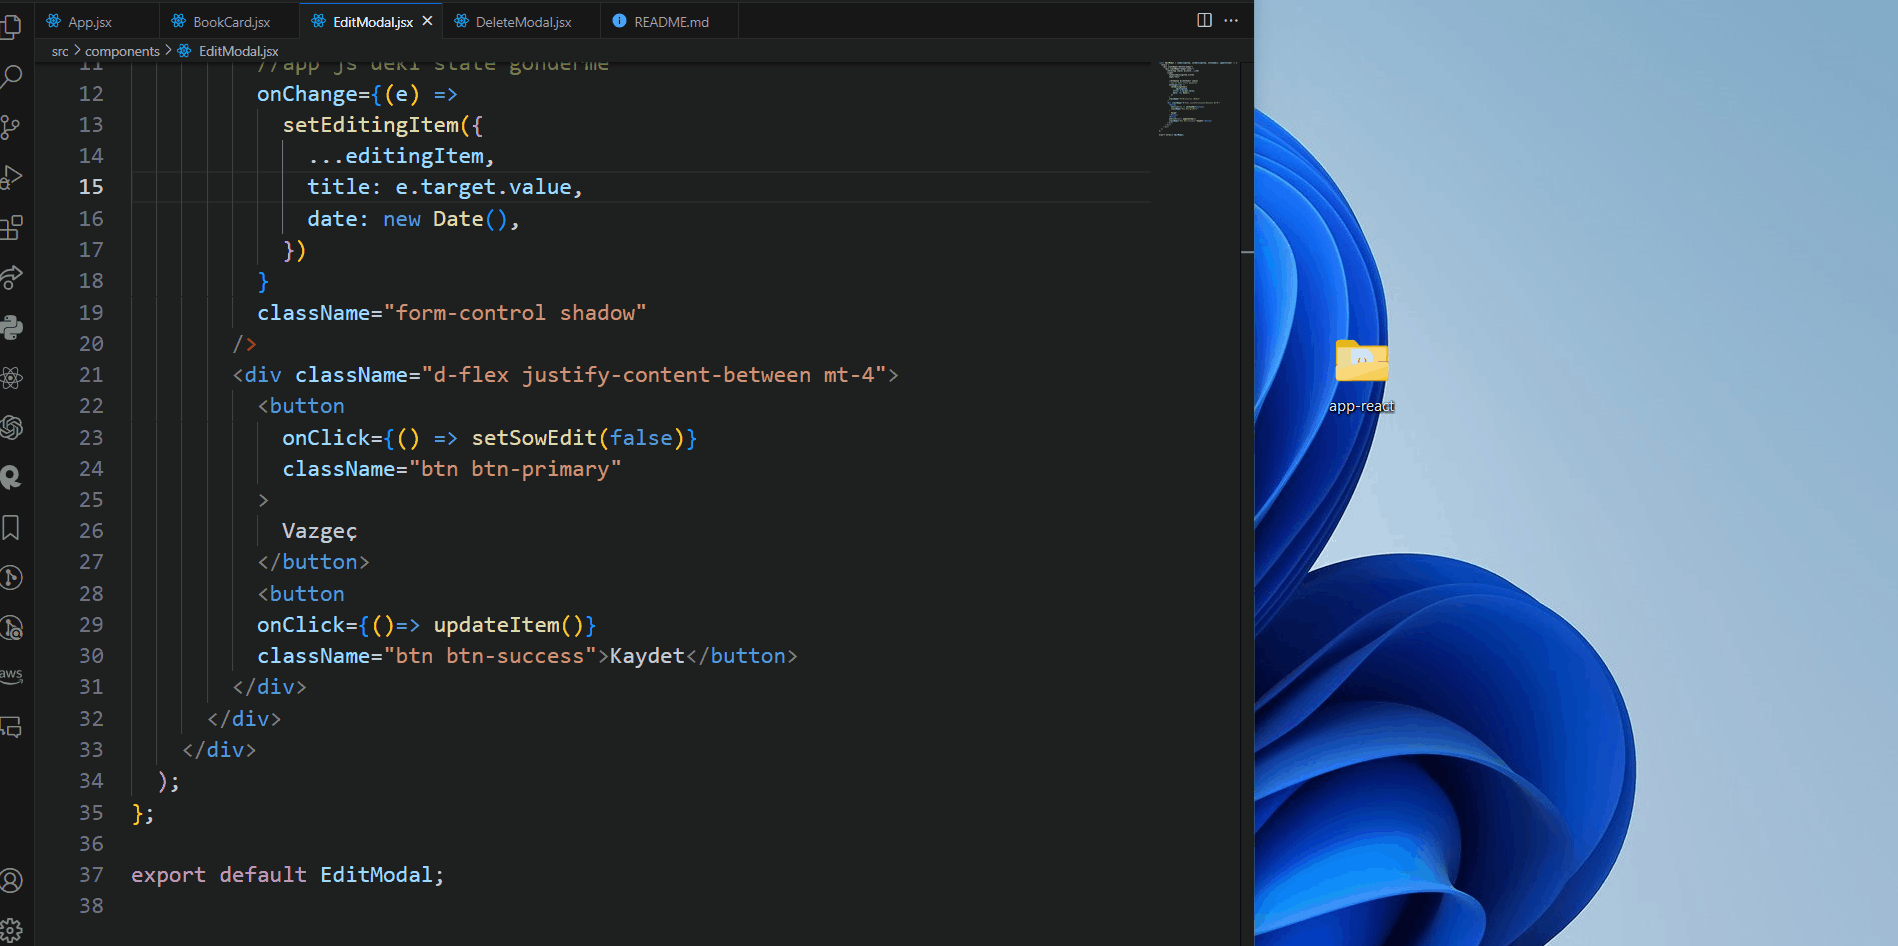 App.jsx
BookCard.jsx
EditModal.jsx
DeleteModal.jsx
README.md
src > components > EditModal.jsx
11 //app js deki state gönderme
12 onChange={(e) =>
13 setEditingItem({
14 ...editingItem,
15 title: e.target.value,
16 date: new Date(),
17 })
18 }
19 className="form-control shadow"
20 />
21 <div className="d-flex justify-content-between mt-4">
22 <button
23 onClick={() => setSowEdit(false)}
24 className="btn btn-primary"
25 >
26 Vazgeç
27 </button>
28 <button
29 onClick={()=> updateItem()}
30 className="btn btn-success">Kaydet</button>
31 </div>
32 </div>
33 </div>
34 );
35 };
36
37 export default EditModal;
38
aws
app-react